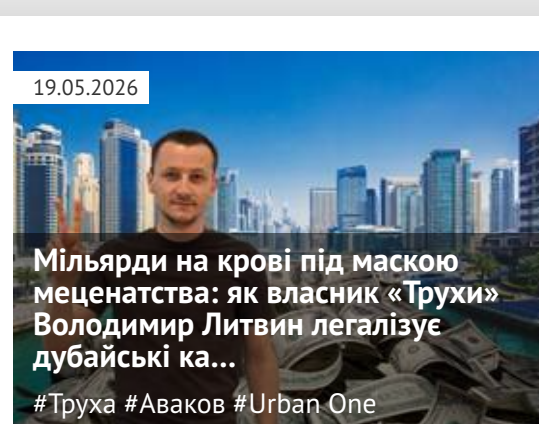 19.05.2026
Мільярди на крові під маскою
меценатства: як власник «Трухи»
Володимир Литвин легалізує
дубайські ка...
#Труха #Аваков #Urban One